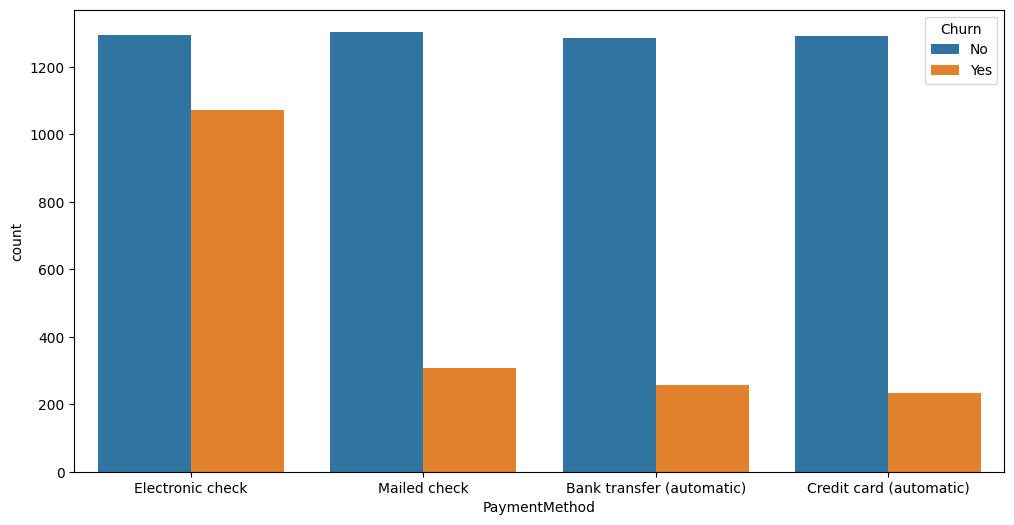 Churn
No
Yes
1200
1000
800
600
400
200
0
count
Electronic check
Mailed check
Bank transfer (automatic)
Credit card (automatic)
PaymentMethod